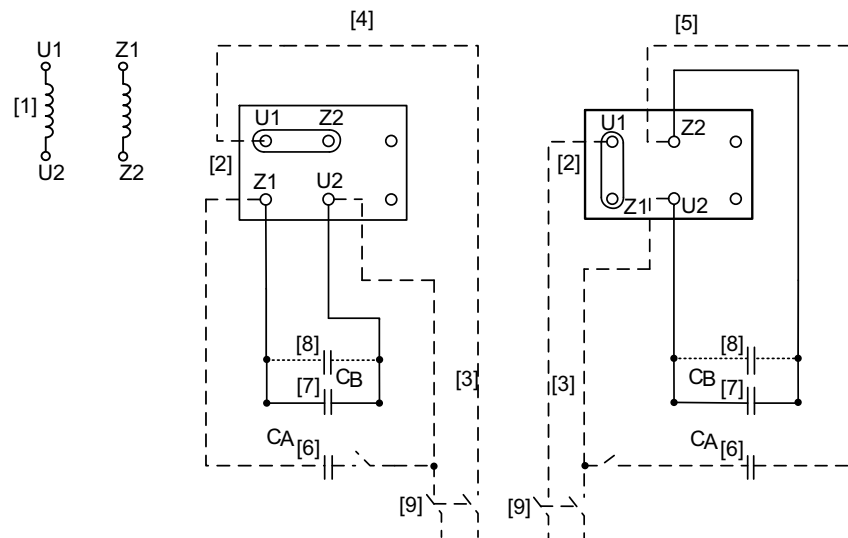 [4] [5]
U1 Z1
[1]
U2 Z2
U1 Z2
[2]
Z1 U2
U1 Z2
[2]
Z1 U2
[8]
CB
[7]
[3]
CA [6]
[9]
[8]
CB
[7]
[3]
CA [6]
[9]